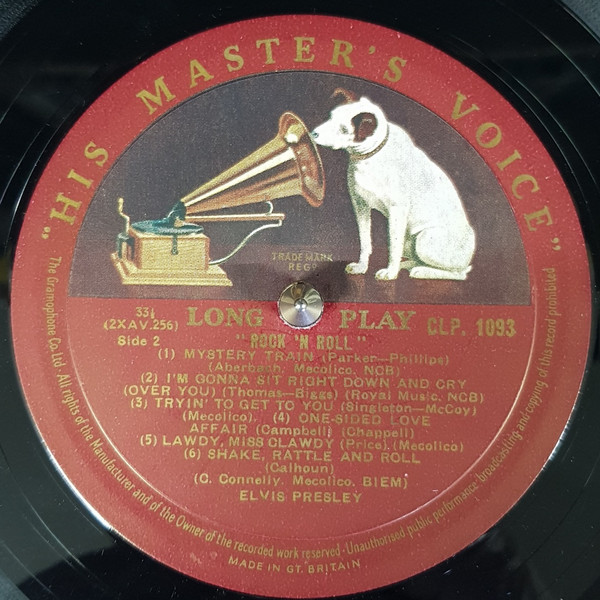 "HIS MASTER'S VOICE"
TRADE MARK
REGD
33⅓
(2XAV.256)
LONG PLAY
CLP. 1093
Side 2
"ROCK 'N ROLL"
(1) MYSTERY TRAIN (Parker—Phillips)
(Aberbach, Mecolico, NCB)
(2) I'M GONNA SIT RIGHT DOWN AND CRY
(OVER YOU) (Thomas—Biggs) (Royal Music, NCB)
(3) TRYIN' TO GET TO YOU (Singleton—McCoy)
(Mecolico), (4) ONE-SIDED LOVE
AFFAIR (Campbell) (Chappell)
(5) LAWDY, MISS CLAWDY (Price), (Mecolico)
(6) SHAKE, RATTLE AND ROLL
(Calhoun)
(C. Connelly, Mecolico, BIEM)
ELVIS PRESLEY
The Gramophone Co. Ltd. All rights of the Manufacturer and of the Owner of the recorded work reserved · Unauthorised public performance broadcasting and copying of this record prohibited
MADE IN GT. BRITAIN